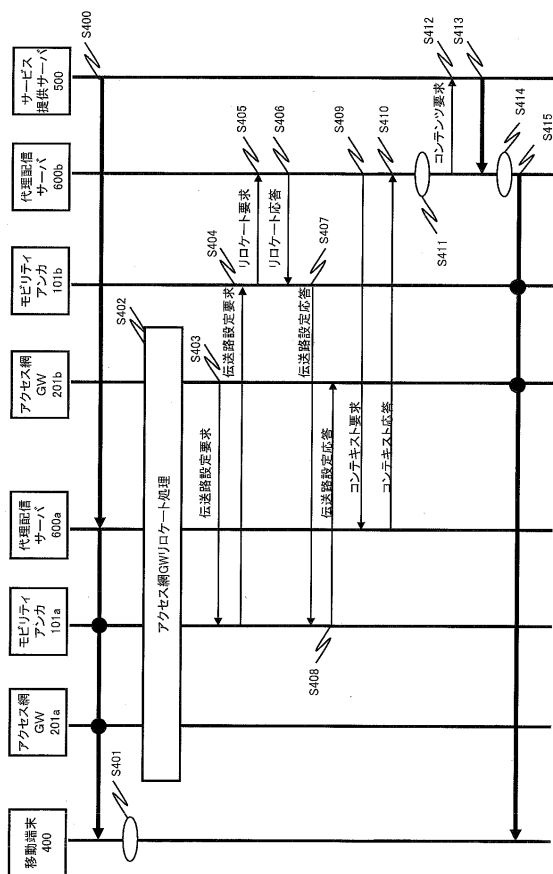 移動端末
400
アクセス網
GW
201a
モビリティ
アンカ
101a
代理配信
サーバ
600a
アクセス網
GW
201b
モビリティ
アンカ
101b
代理配信
サーバ
600b
サービス
提供サーバ
500
S400
S401
S402
アクセス網GWリロケート処理
S403
伝送路設定要求
S404
伝送路設定要求
S405
リロケート要求
S406
リロケート応答
S407
伝送路設定応答
S408
伝送路設定応答
S409
コンテキスト要求
S410
コンテキスト応答
S411
S412
コンテンツ要求
S413
S414
S415